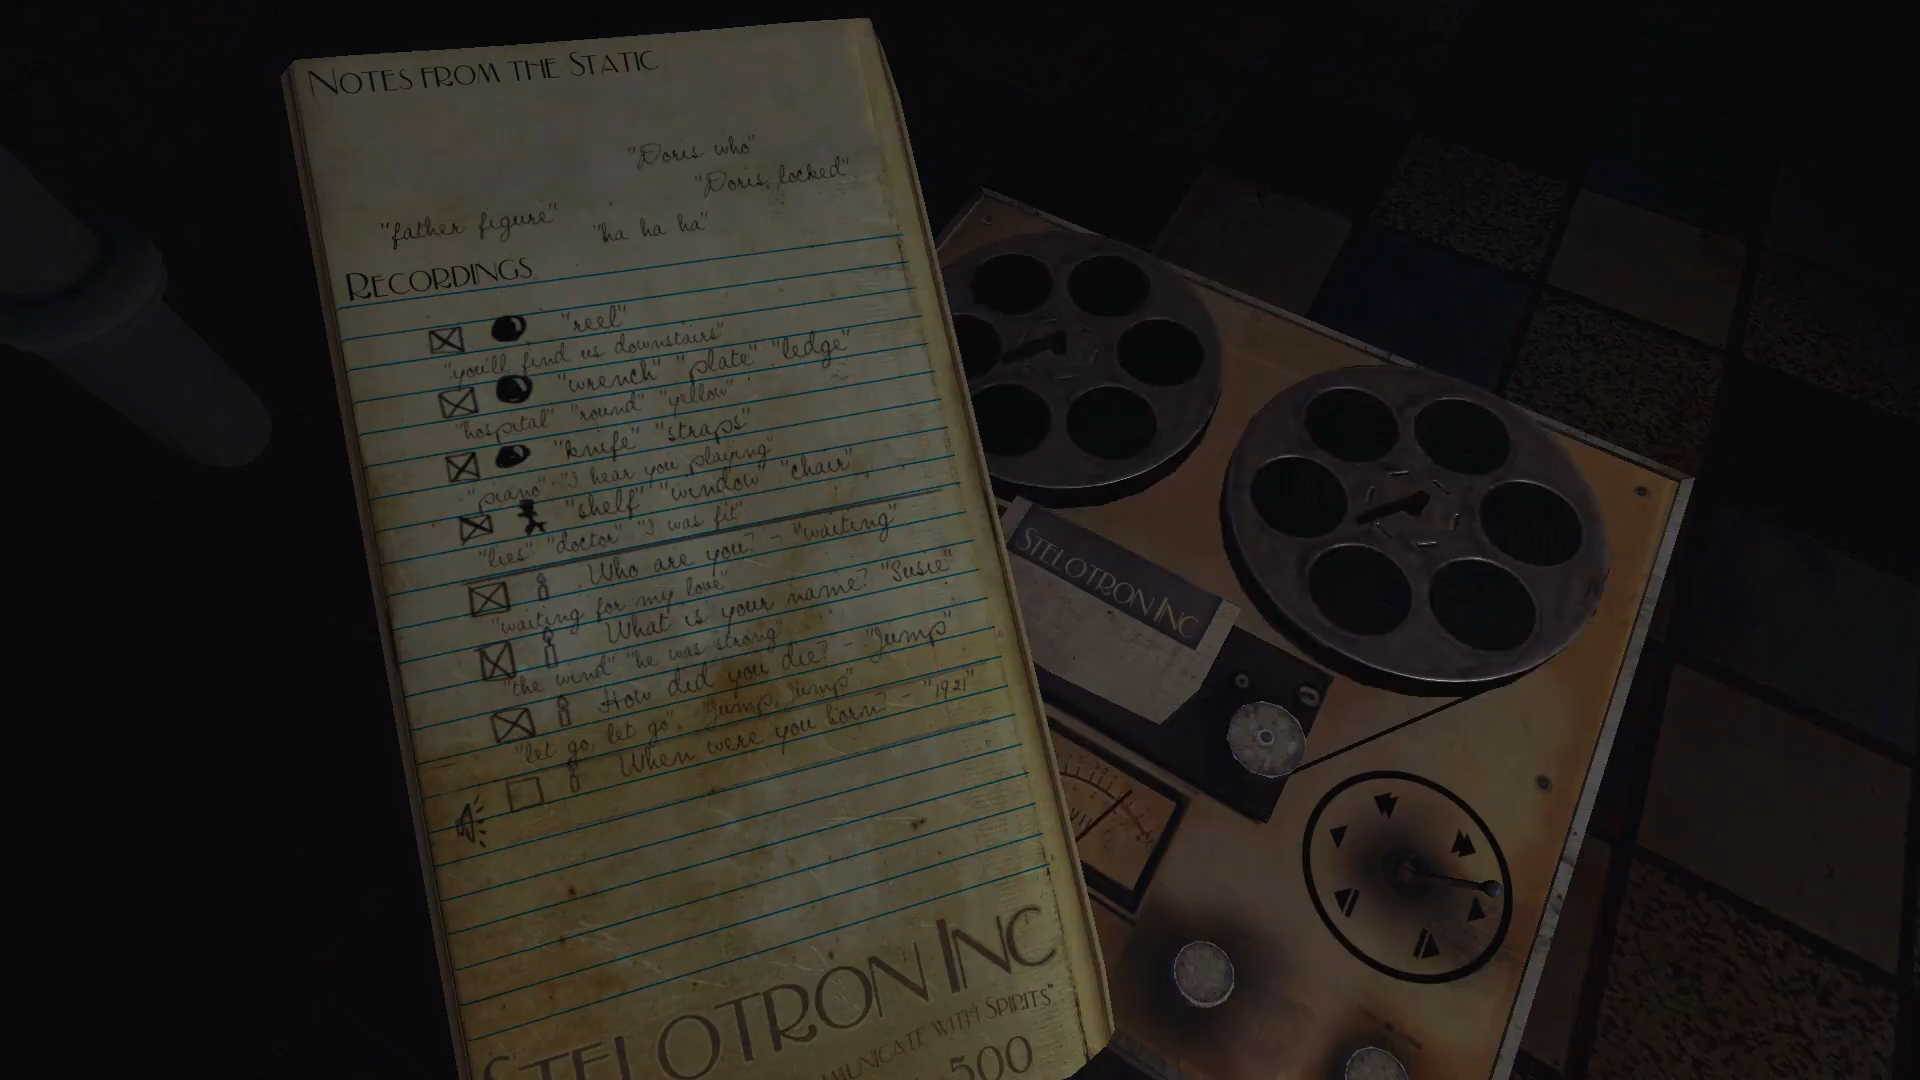 NOTES FROM THE STATIC
"Doris who"
"Doris, locked"
"father figure"
"ha ha ha"
RECORDINGS
"reel"
"you'll find us downstairs"
"wrench" "plate" "ledge"
"hospital" "round" "yellow"
"knife" "straps"
"piano" "I hear you playing"
"shelf" "window" "chair"
"lies" "doctor" "I was fit"
Who are you? - "waiting"
"waiting for my love"
What is your name? "Susie"
"the wind" "he was strong"
How did you die? - "Jump"
"let go, let go". "Jump, Jump"
When were you born? - "1921"
STELOTRON INC
SPIRITS"
WITH
500
STELOTRON INC